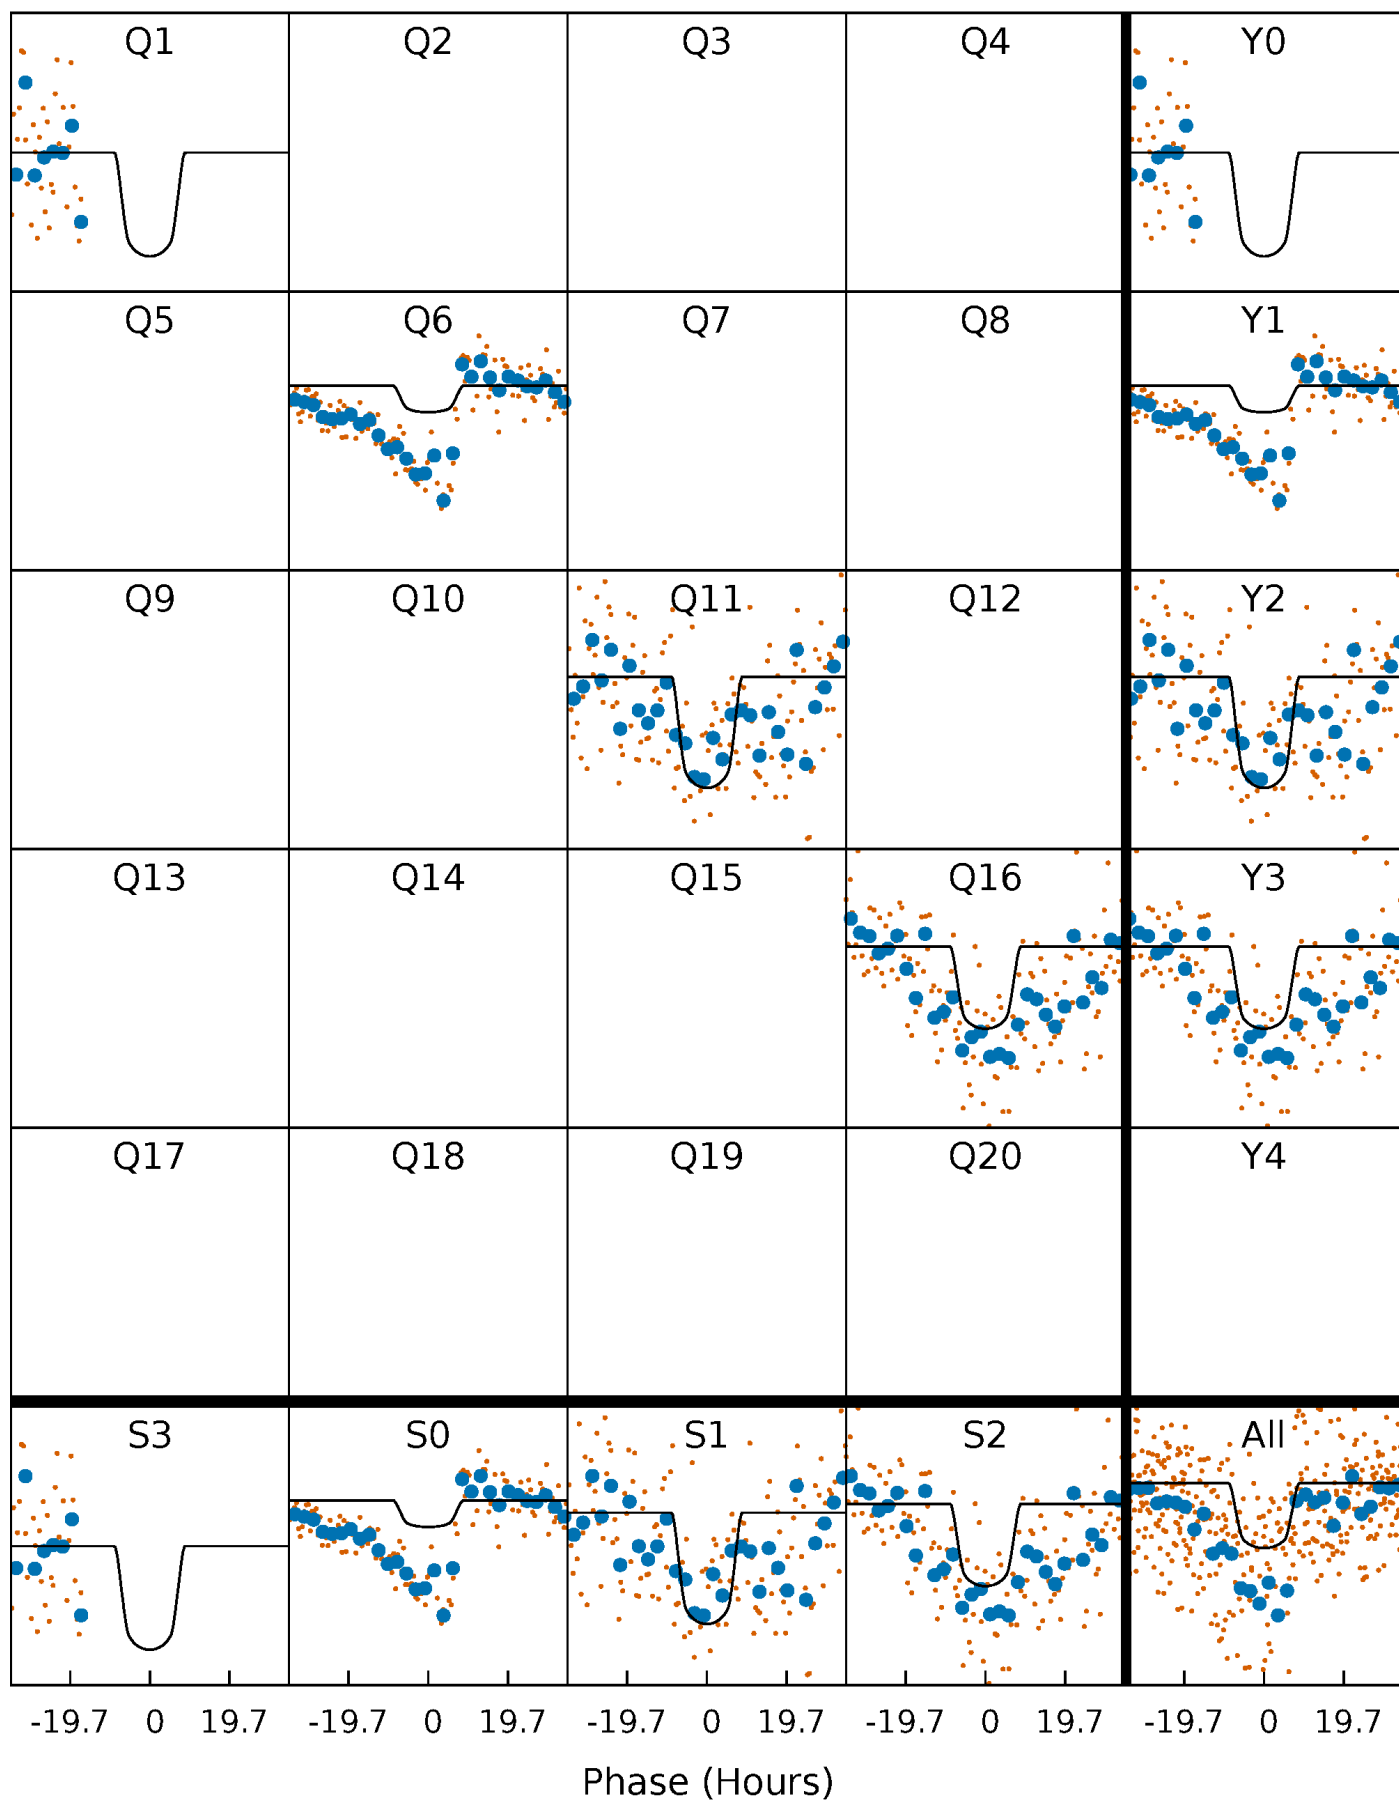 Q1 Q2 Q3 Q4 Y0
Q5 Q6 Q7 Q8 Y1
Q9 Q10 Q11 Q12 Y2
Q13 Q14 Q15 Q16 Y3
Q17 Q18 Q19 Q20 Y4
S3 S0 S1 S2 All
-19.7 0 19.7 -19.7 0 19.7 -19.7 0 19.7 -19.7 0 19.7 -19.7 0 19.7
Phase (Hours)